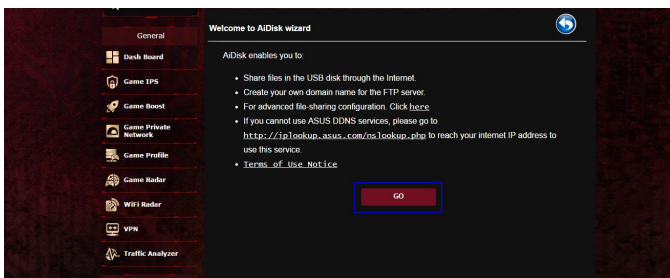 General
Dash Board
Game IPS
Game Boost
Game Private
Network
Game Profile
Game Radar
WiFi Radar
VPN
Traffic Analyzer
Welcome to AiDisk wizard
AiDisk enables you to:
• Share files in the USB disk through the Internet.
• Create your own domain name for the FTP server.
• For advanced file-sharing configuration. Click here
• If you cannot use ASUS DDNS services, please go to
http://iplookup.asus.com/nslookup.php to reach your internet IP address to
use this service.
• Terms of Use Notice
GO